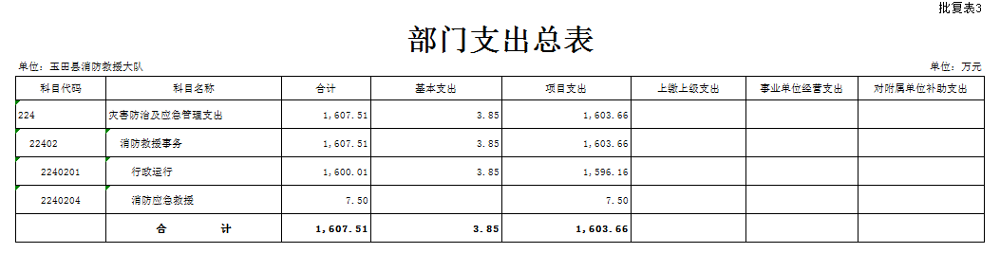 批复表3
部门支出总表
单位：玉田县消防救援大队 单位：万元
科目代码 科目名称 合计 基本支出 项目支出 上缴上级支出 事业单位经营支出 对附属单位补助支出
224 灾害防治及应急管理支出 1,607.51 3.85 1,603.66
22402 消防救援事务 1,607.51 3.85 1,603.66
2240201 行政运行 1,600.01 3.85 1,596.16
2240204 消防应急救援 7.50 7.50
合 计 1,607.51 3.85 1,603.66